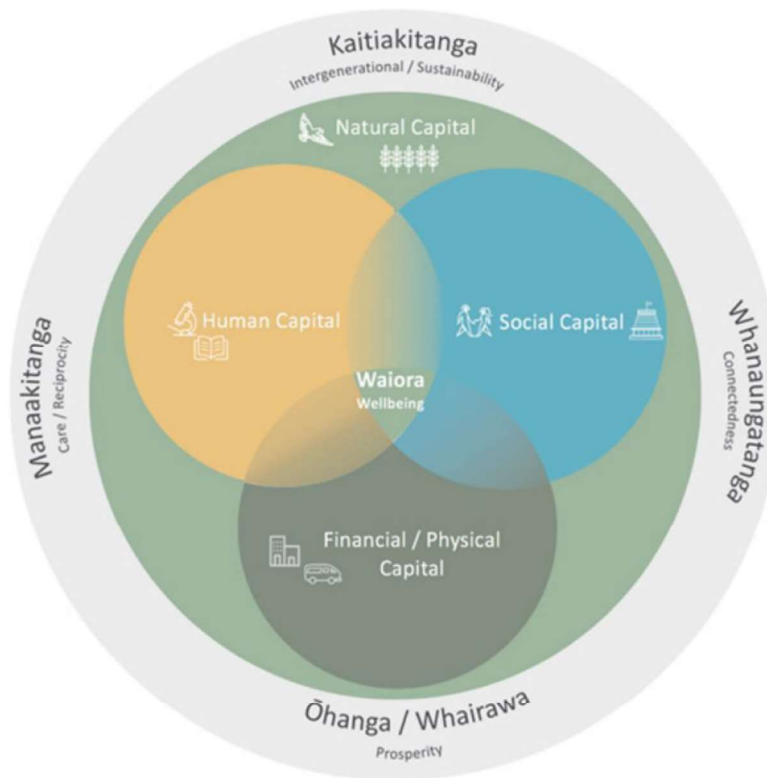 Kaitiakitanga
Intergenerational / Sustainability
Natural Capital
Human Capital
Social Capital
Manaakitanga
Care / Reciprocity
Whanaungatanga
Connectedness
Waiora
Wellbeing
Financial / Physical
Capital
Ōhanga / Whairawa
Prosperity